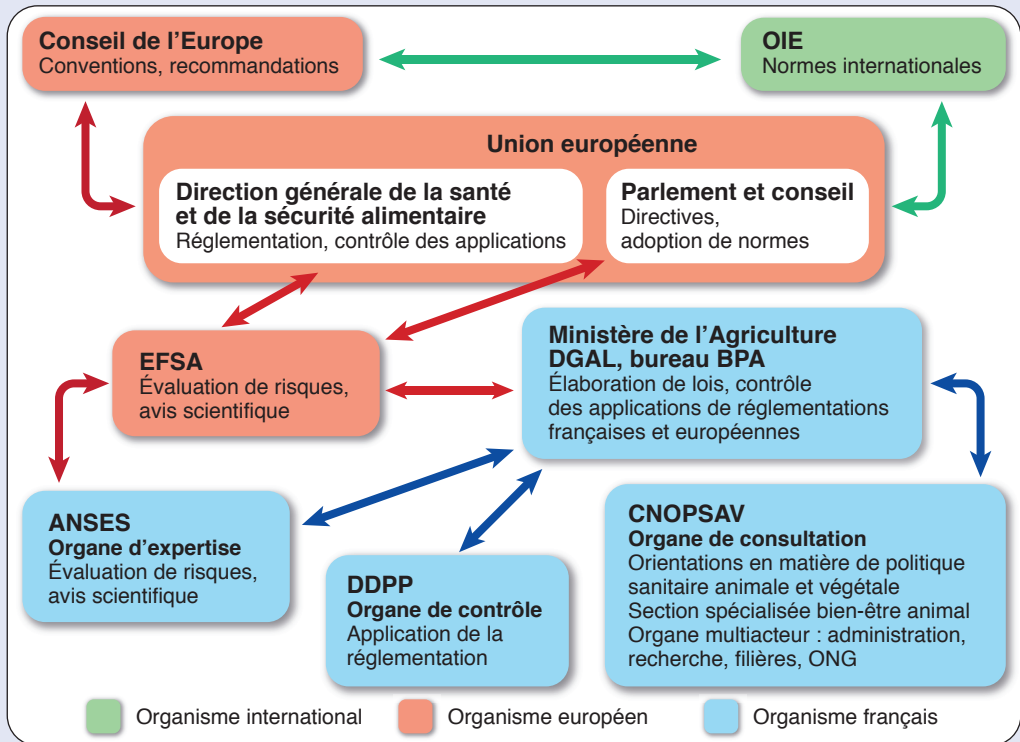 Conseil de l'Europe
Conventions, recommandations
OIE
Normes internationales
Union européenne
Direction générale de la santé
et de la sécurité alimentaire
Réglementation, contrôle des applications
Parlement et conseil
Directives,
adoption de normes
EFSA
Évaluation de risques,
avis scientifique
Ministère de l'Agriculture
DGAL, bureau BPA
Élaboration de lois, contrôle
des applications de réglementations
françaises et européennes
ANSES
Organe d'expertise
Évaluation de risques,
avis scientifique
DDPP
Organe de contrôle
Application de la
réglementation
CNOPSAV
Organe de consultation
Orientations en matière de politique
sanitaire animale et végétale
Section spécialisée bien-être animal
Organe multiacteur : administration,
recherche, filières, ONG
Organisme international
Organisme européen
Organisme français